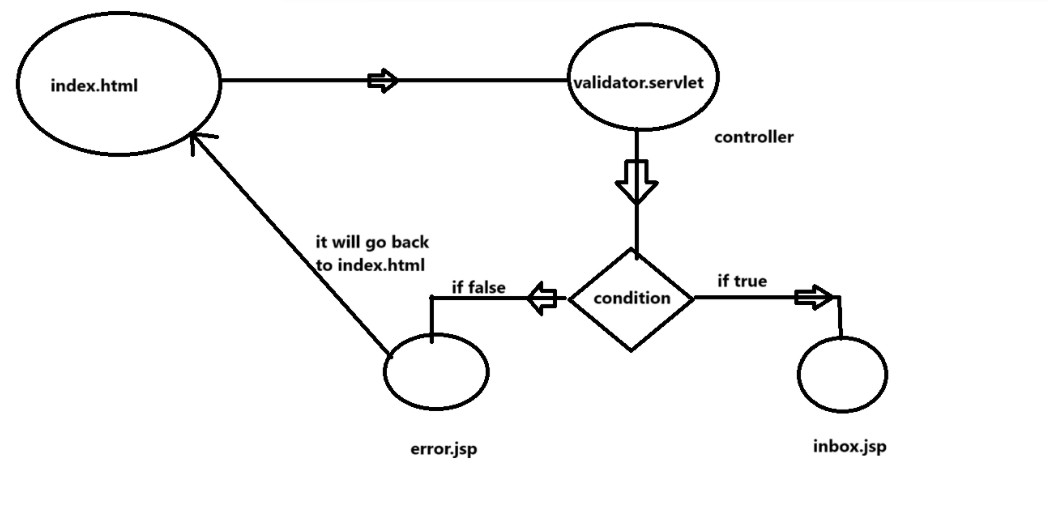 index.html
validator.servlet
controller
it will go back
to index.html
if false
condition
if true
error.jsp
inbox.jsp